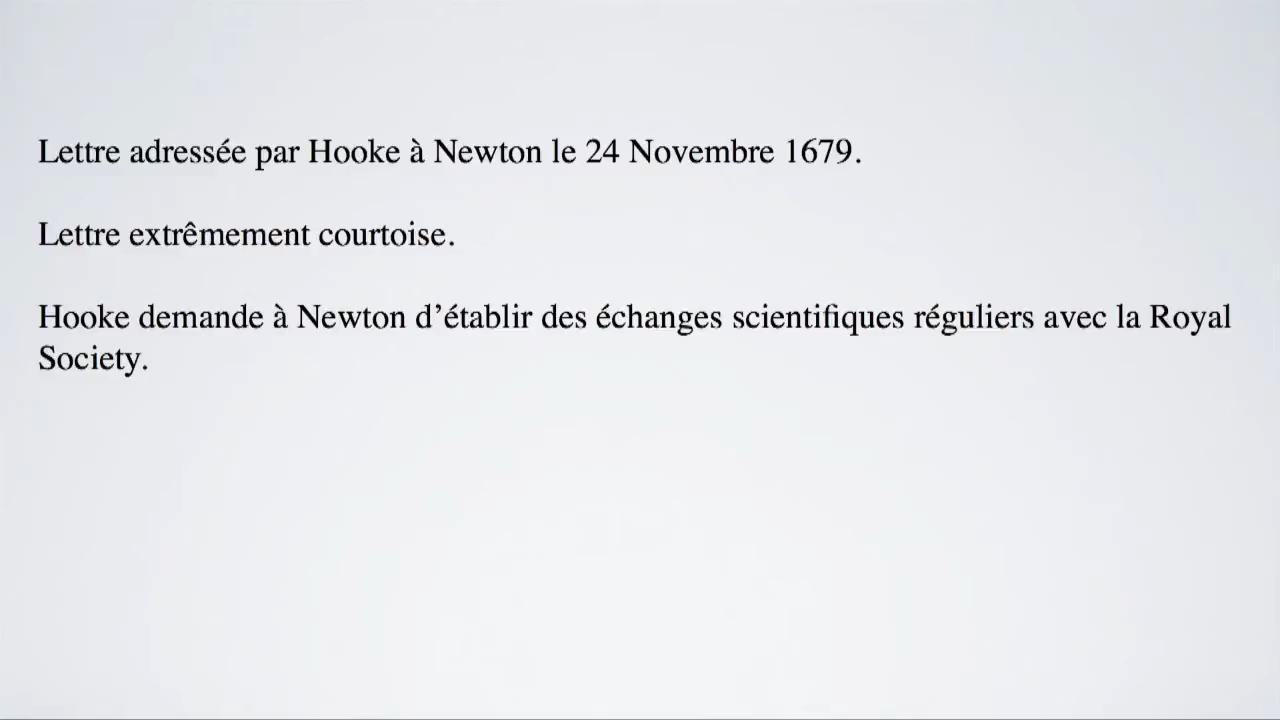 Lettre adressée par Hooke à Newton le 24 Novembre 1679.
Lettre extrêmement courtoise.
Hooke demande à Newton d’établir des échanges scientifiques réguliers avec la Royal
Society.